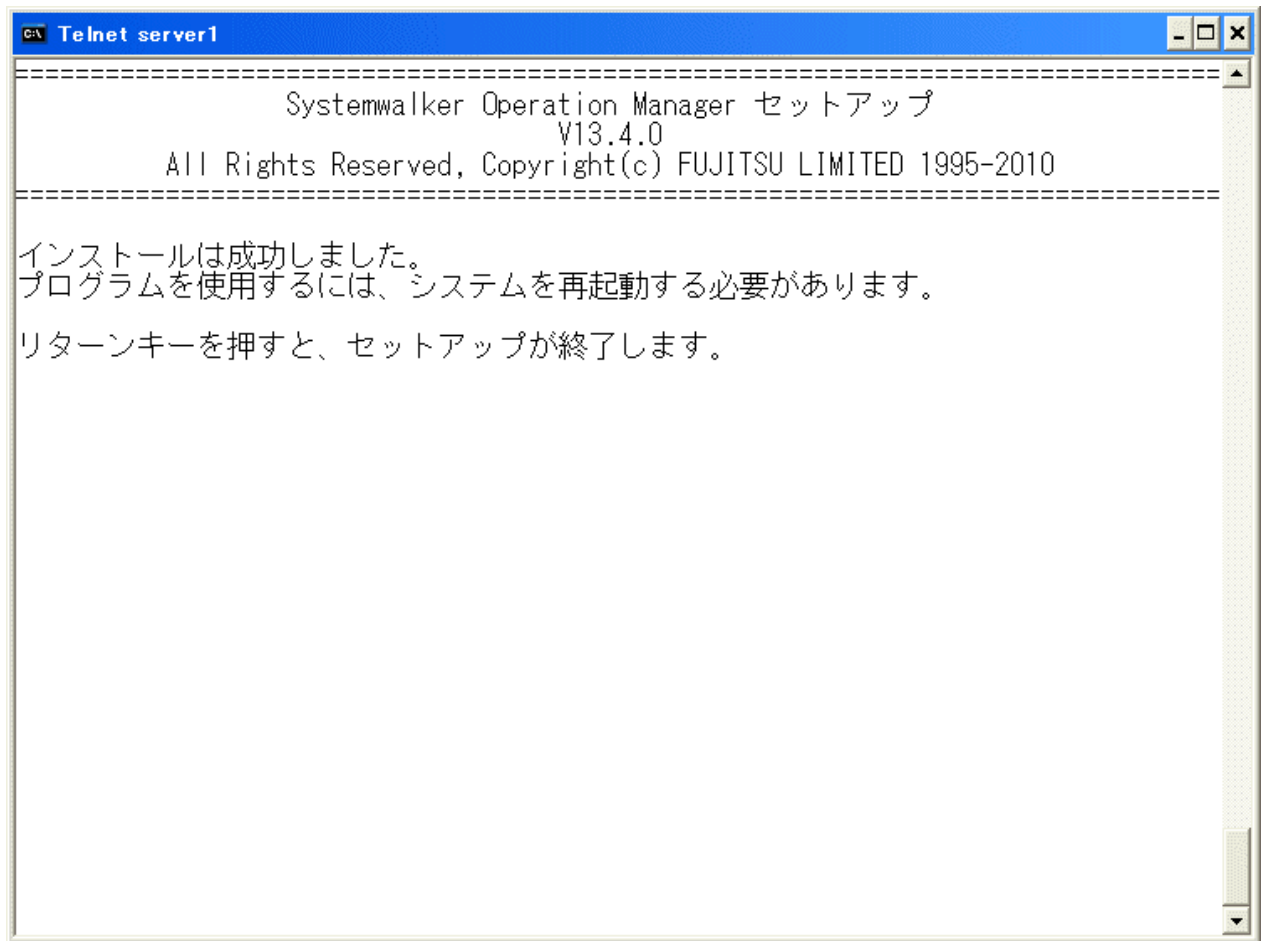 Telnet server1
================================================================================
Systemwalker Operation Manager セットアップ
V13.4.0
All Rights Reserved, Copyright(c) FUJITSU LIMITED 1995-2010
================================================================================
インストールは成功しました。
プログラムを使用するには、システムを再起動する必要があります。
リターンキーを押すと、セットアップが終了します。